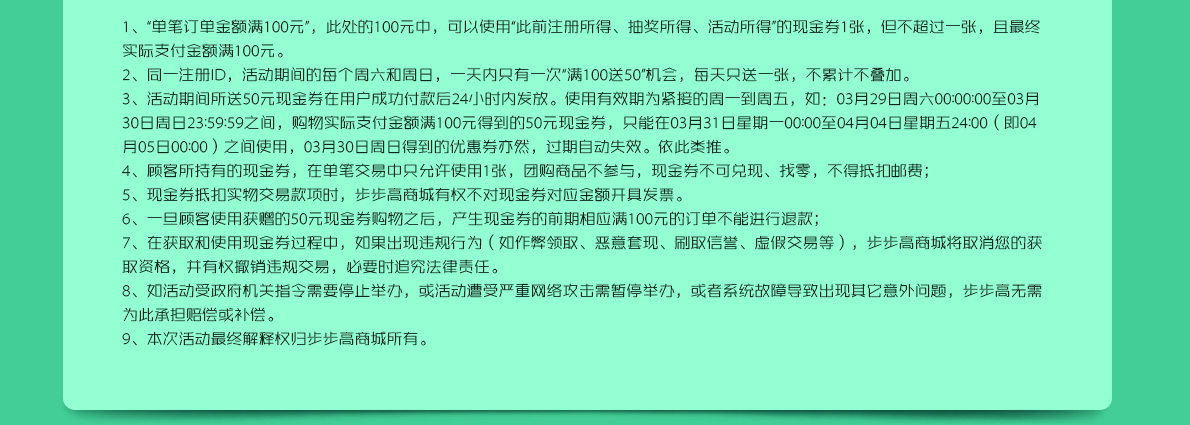 1、“单笔订单金额满100元”，此处的100元中，可以使用“此前注册所得、抽奖所得、活动所得”的现金券1张，但不超过一张，且最终
实际支付金额满100元。
2、同一注册ID，活动期间的每个周六和周日，一天内只有一次“满100送50”机会，每天只送一张，不累计不叠加。
3、活动期间所送50元现金券在用户成功付款后24小时内发放。使用有效期为紧接的周一到周五，如：03月29日周六00:00:00至03月
30日周日23:59:59之间，购物实际支付金额满100元得到的50元现金券，只能在03月31日星期一00:00至04月04日星期五24:00（即04
月05日00:00）之间使用，03月30日周日得到的优惠券亦然，过期自动失效。依此类推。
4、顾客所持有的现金券，在单笔交易中只允许使用1张，团购商品不参与，现金券不可兑现、找零，不得抵扣邮费；
5、现金券抵扣实物交易款项时，步步高商城有权不对现金券对应金额开具发票。
6、一旦顾客使用获赠的50元现金券购物之后，产生现金券的前期相应满100元的订单不能进行退款；
7、在获取和使用现金券过程中，如果出现违规行为（如作弊领取、恶意套现、刷取信誉、虚假交易等），步步高商城将取消您的获
取资格，并有权撤销违规交易，必要时追究法律责任。
8、如活动受政府机关指令需要停止举办，或活动遭受严重网络攻击需暂停举办，或者系统故障导致出现其它意外问题，步步高无需
为此承担赔偿或补偿。
9、本次活动最终解释权归步步高商城所有。